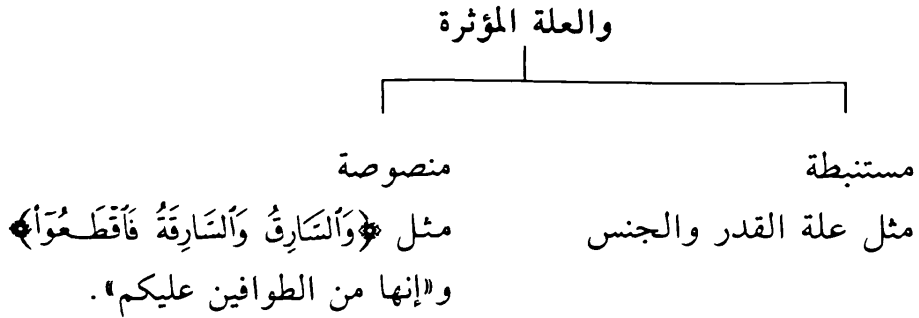 والعلة المؤثرة
مستنبطة منصوصة
مثل علة القدر والجنس مثل ﴿وَٱلسَّارِقُ وَٱلسَّارِقَةُ فَٱقْطَعُوٓا۟﴾
و«إنها من الطوافين عليكم».